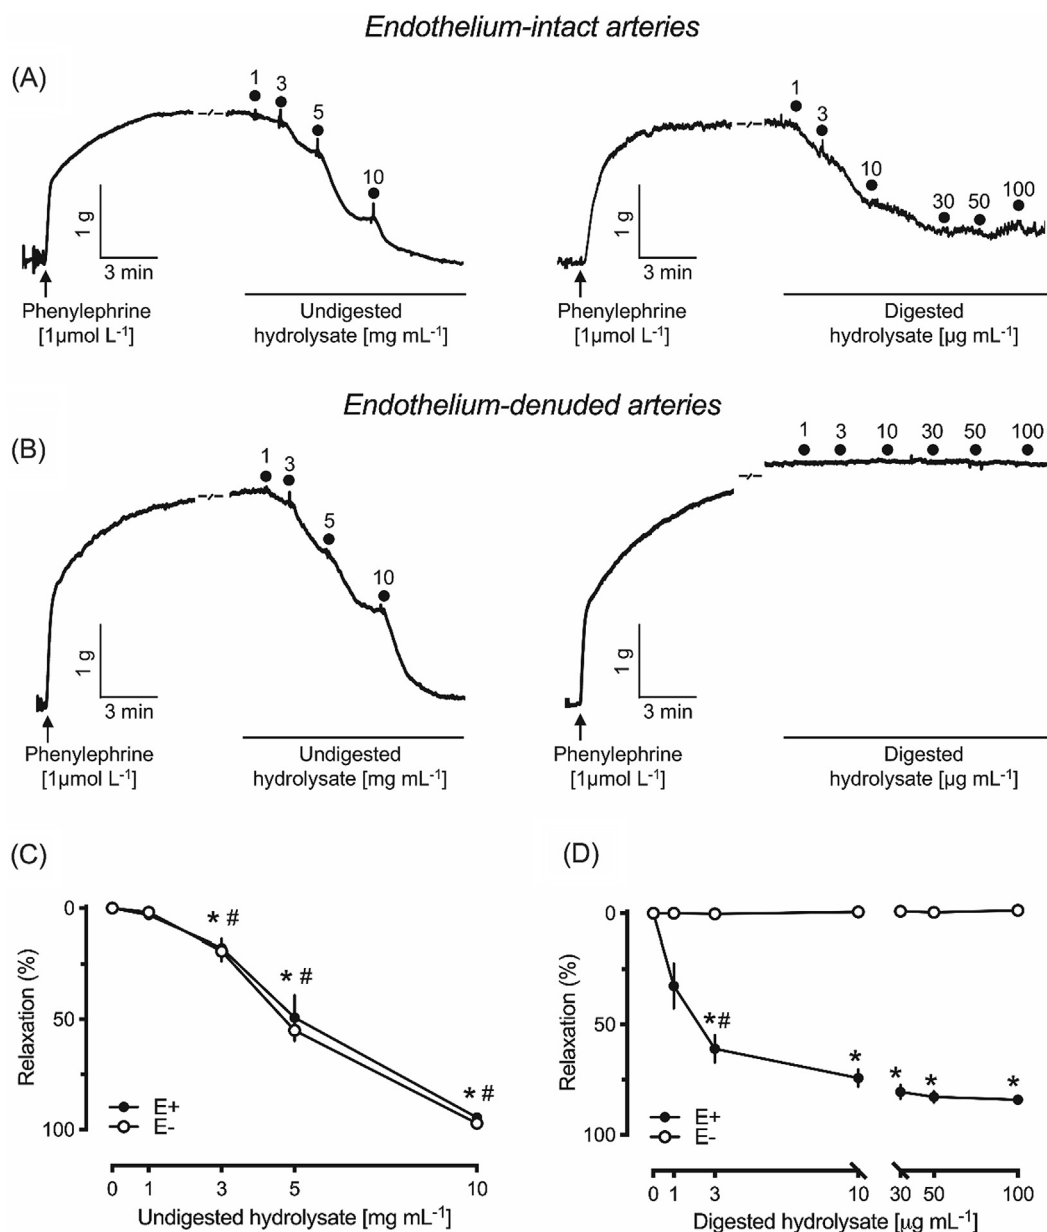 Endothelium-intact arteries
(A)
1 3 5 10
1 g
3 min
Phenylephrine
[1µmol L-1]
Undigested
hydrolysate [mg mL-1]
1 3 10 30 50 100
1 g
3 min
Phenylephrine
[1µmol L-1]
Digested
hydrolysate [µg mL-1]
Endothelium-denuded arteries
(B)
1 3 5 10
1 g
3 min
Phenylephrine
[1µmol L-1]
Undigested
hydrolysate [mg mL-1]
1 3 10 30 50 100
1 g
3 min
Phenylephrine
[1µmol L-1]
Digested
hydrolysate [µg mL-1]
(C)
Relaxation (%)
0
50
100
* #
* #
* #
E+
E-
0 1 3 5 10
Undigested hydrolysate [mg mL-1]
(D)
Relaxation (%)
0
50
100
*#
*
*
*
*
E+
E-
0 1 3 10 30 50 100
Digested hydrolysate [µg mL-1]